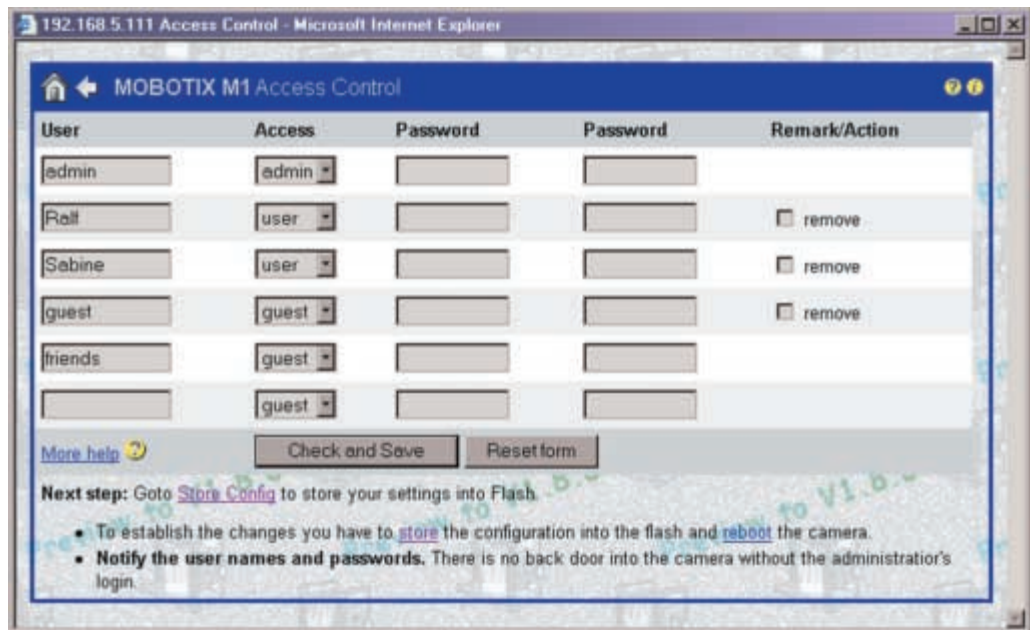 192.168.5.111 Access Control - Microsoft Internet Explorer
MOBOTIX M1 Access Control
User Access Password Password Remark/Action
admin admin
Ralf user remove
Sabine user remove
guest guest remove
friends guest
guest
More help Check and Save Reset form
Next step: Goto Store Config to store your settings into Flash.
To establish the changes you have to store the configuration into the flash and reboot the camera.
Notify the user names and passwords. There is no back door into the camera without the administratior's
login.